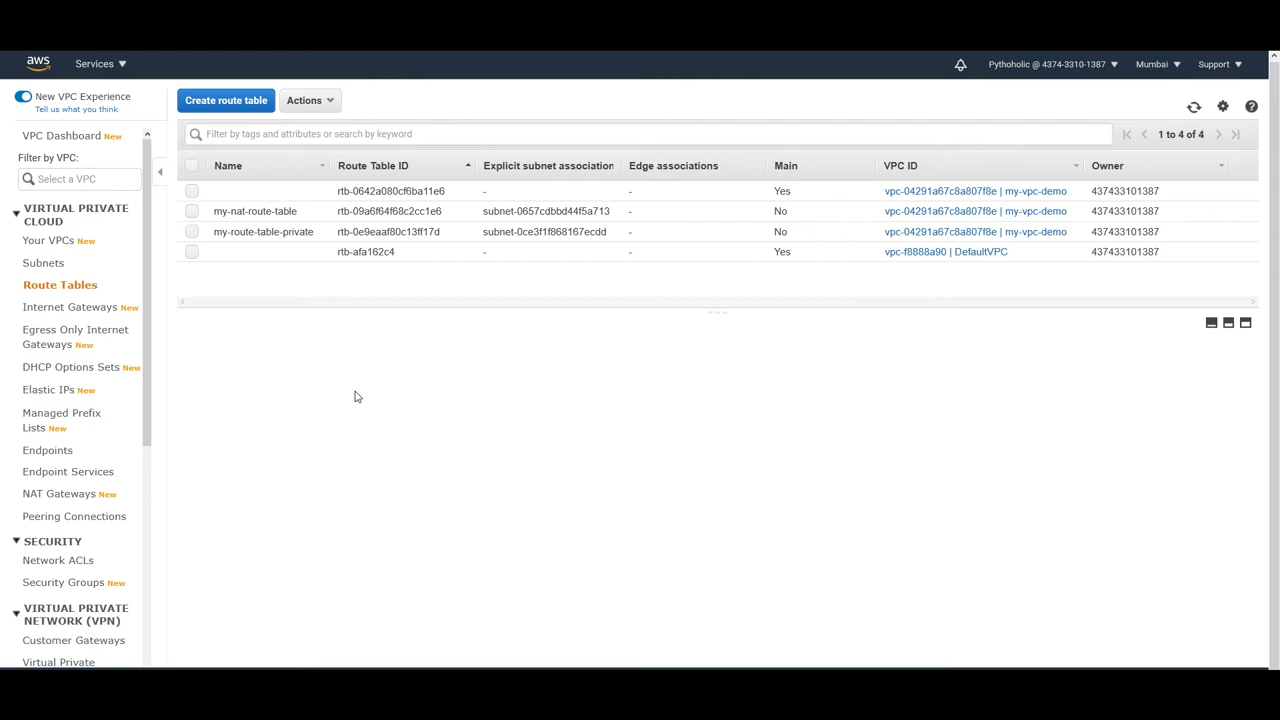 aws Services Pythoholic @ 4374-3310-1387 Mumbai Support
New VPC Experience
Tell us what you think
VPC Dashboard New
Filter by VPC:
Select a VPC
VIRTUAL PRIVATE
CLOUD
Your VPCs New
Subnets
Route Tables
Internet Gateways New
Egress Only Internet
Gateways New
DHCP Options Sets New
Elastic IPs New
Managed Prefix
Lists New
Endpoints
Endpoint Services
NAT Gateways New
Peering Connections
SECURITY
Network ACLs
Security Groups New
VIRTUAL PRIVATE
NETWORK (VPN)
Customer Gateways
Virtual Private
Create route table Actions
Filter by tags and attributes or search by keyword 1 to 4 of 4
Name Route Table ID Explicit subnet association Edge associations Main VPC ID Owner
rtb-0642a080cf6ba11e6 - - Yes vpc-04291a67c8a807f8e | my-vpc-demo 437433101387
my-nat-route-table rtb-09a6f64f68c2cc1e6 subnet-0657cdbbd44f5a713 - No vpc-04291a67c8a807f8e | my-vpc-demo 437433101387
my-route-table-private rtb-0e9eaaf80c13ff17d subnet-0ce3f1f868167ecdd - No vpc-04291a67c8a807f8e | my-vpc-demo 437433101387
rtb-afa162c4 - - Yes vpc-f8888a90 | DefaultVPC 437433101387